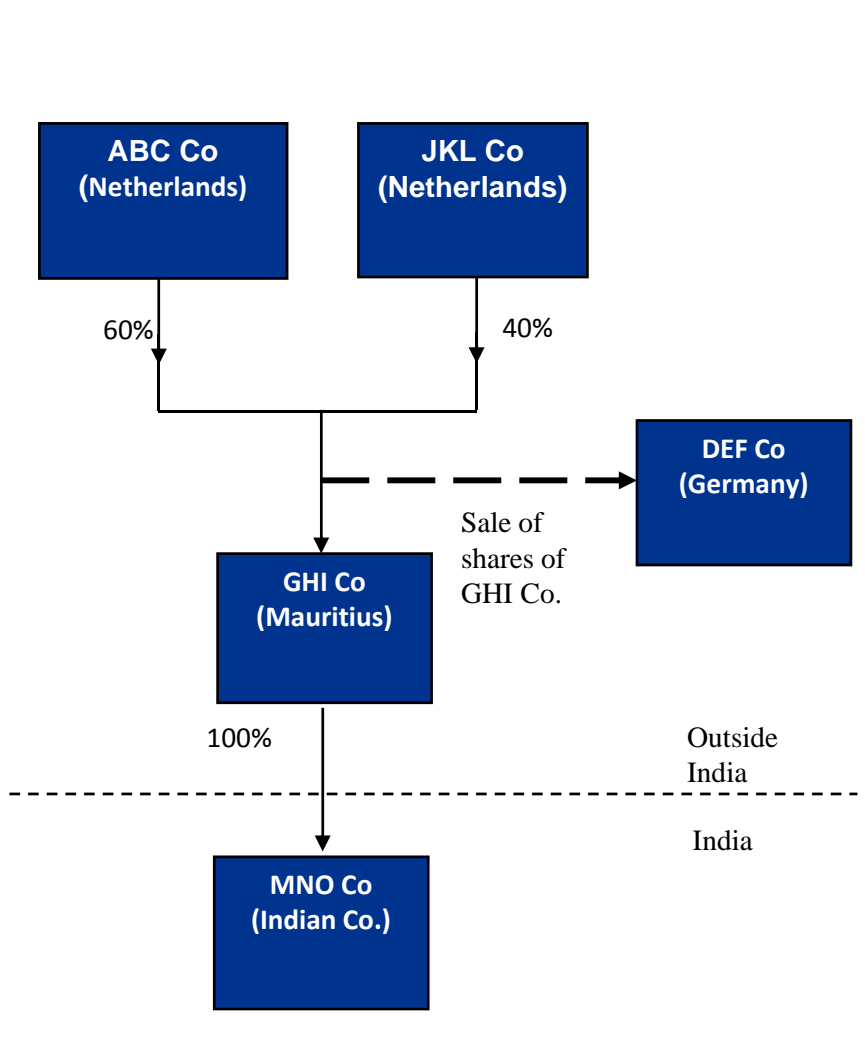 ABC Co
(Netherlands)
JKL Co
(Netherlands)
60%
40%
DEF Co
(Germany)
Sale of
shares of
GHI Co.
GHI Co
(Mauritius)
100%
Outside
India
India
MNO Co
(Indian Co.)